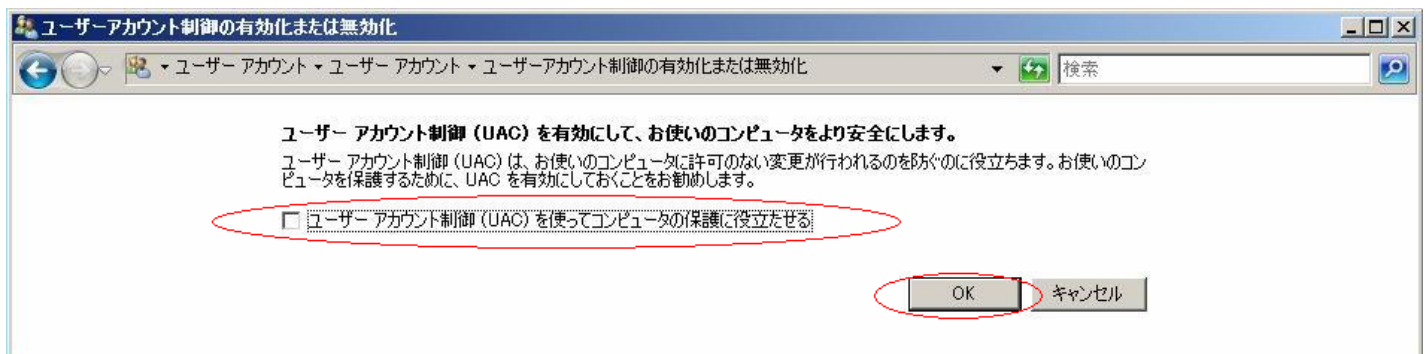 ユーザーアカウント制御の有効化または無効化
ユーザー アカウント ユーザー アカウント ユーザーアカウント制御の有効化または無効化 検索
ユーザー アカウント制御 (UAC) を有効にして、お使いのコンピュータをより安全にします。
ユーザー アカウント制御 (UAC) は、お使いのコンピュータに許可のない変更が行われるのを防ぐのに役立ちます。お使いのコン
ピュータを保護するために、UAC を有効にしておくことをお勧めします。
ユーザー アカウント制御 (UAC) を使ってコンピュータの保護に役立たせる
OK キャンセル